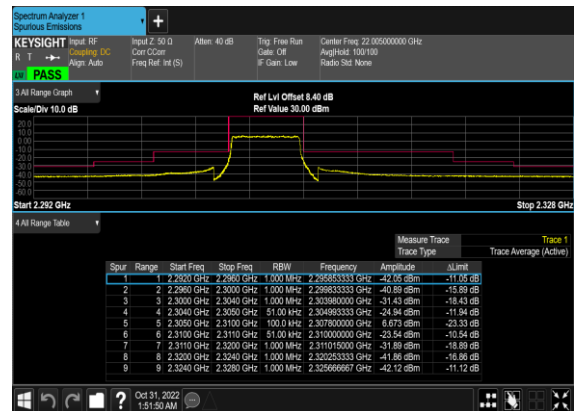 Spectrum Analyzer 1
Spurious Emissions
KEYSIGHT Input: RF Input Z: 50 Ω Atten: 40 dB Trig: Free Run Center Freq: 22.005000000 GHz
R T Coupling: DC Corr CCorr Gate: Off Avg|Hold: 100/100
Align: Auto Freq Ref: Int (S) IF Gain: Low Radio Std: None
PASS
3 All Range Graph
Scale/Div 10.0 dB
Ref Lvl Offset 8.40 dB
Ref Value 30.00 dBm
20.0
10.0
0.00
-10.0
-20.0
-30.0
-40.0
-50.0
-60.0
Start 2.292 GHz Stop 2.328 GHz
4 All Range Table
Measure Trace Trace 1
Trace Type Trace Average (Active)
Spur Range Start Freq Stop Freq RBW Frequency Amplitude ΔLimit
1 1 2.2920 GHz 2.2960 GHz 1.000 MHz 2.295853333 GHz -42.05 dBm -11.05 dB
2 2 2.2960 GHz 2.3000 GHz 1.000 MHz 2.299833333 GHz -40.89 dBm -15.89 dB
3 3 2.3000 GHz 2.3040 GHz 1.000 MHz 2.303980000 GHz -31.43 dBm -18.43 dB
4 4 2.3040 GHz 2.3050 GHz 51.00 kHz 2.304993333 GHz -24.94 dBm -11.94 dB
5 5 2.3050 GHz 2.3100 GHz 100.0 kHz 2.307800000 GHz 6.673 dBm -23.33 dB
6 6 2.3100 GHz 2.3110 GHz 51.00 kHz 2.310000000 GHz -23.54 dBm -10.54 dB
7 7 2.3110 GHz 2.3200 GHz 1.000 MHz 2.311015000 GHz -31.89 dBm -18.89 dB
8 8 2.3200 GHz 2.3240 GHz 1.000 MHz 2.320253333 GHz -41.86 dBm -16.86 dB
9 9 2.3240 GHz 2.3280 GHz 1.000 MHz 2.325666667 GHz -42.12 dBm -11.12 dB
Oct 31, 2022
1:51:50 AM